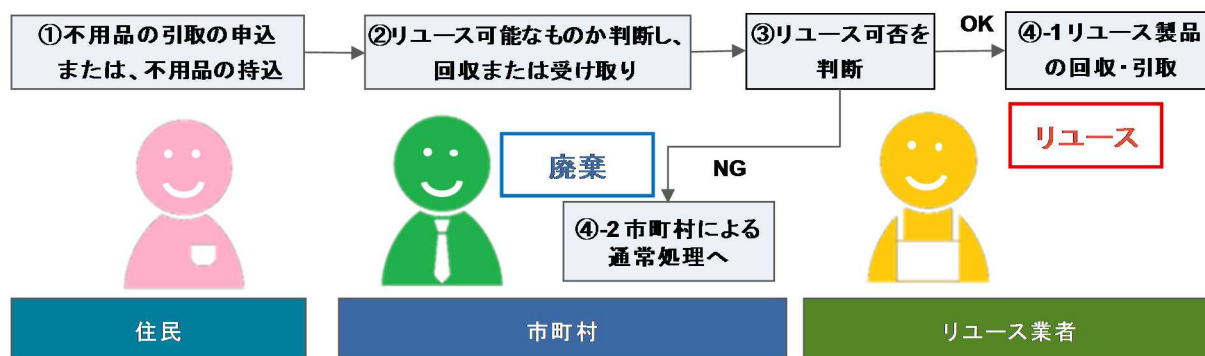 ①不用品の引取の申込
または、不用品の持込
②リユース可能なものか判断し、
回収または受け取り
③リユース可否を
判断
OK
④-1リユース製品
の回収・引取
廃棄
NG
リユース
④-2市町村による
通常処理へ
住民
市町村
リユース業者